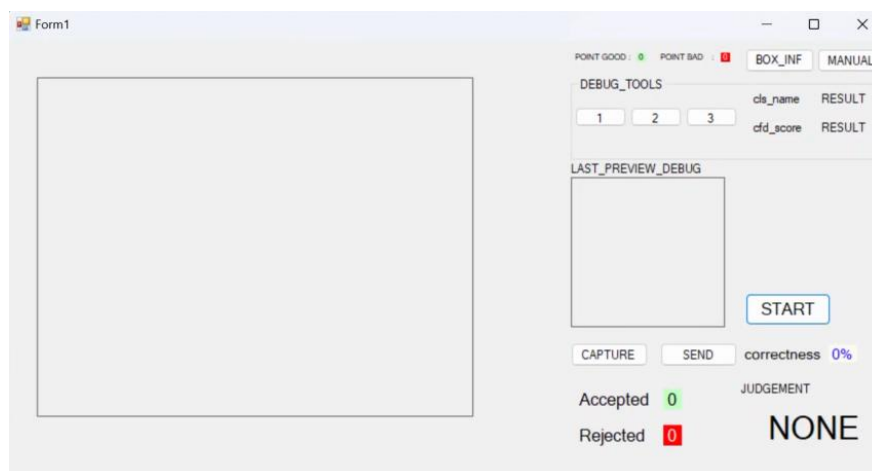 Form1
POINT GOOD : 0 POINT BAD : 0 BOX_INF MANUAL
DEBUG_TOOLS
1 2 3
cls_name RESULT
cfd_score RESULT
LAST_PREVIEW_DEBUG
START
CAPTURE SEND correctness 0%
JUDGEMENT
Accepted 0
NONE
Rejected 0